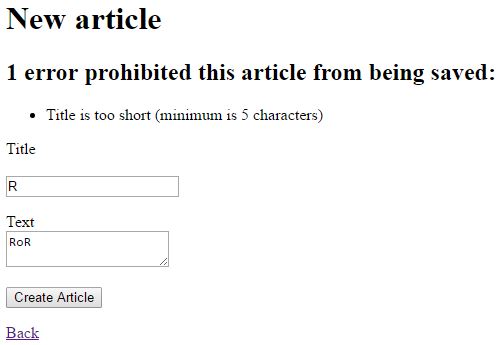 New article
1 error prohibited this article from being saved:
Title is too short (minimum is 5 characters)
Title
R
Text
RoR
Create Article
Back